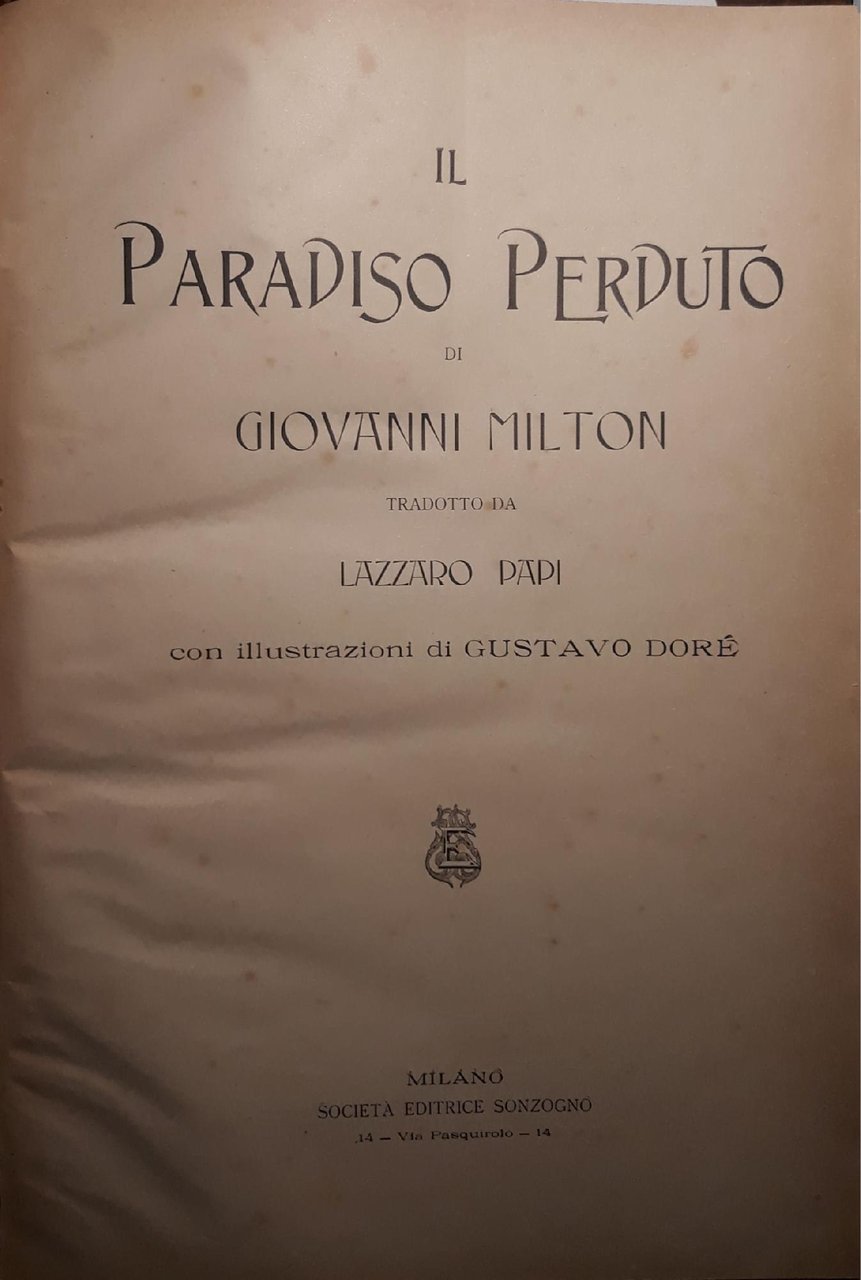 IL
PARADISO PERDUTO
DI
GIOVANNI MILTON
TRADOTTO DA
LAZZARO PAPI
con illustrazioni di GUSTAVO DORÉ
E
MILANO
SOCIETÀ EDITRICE SONZOGNO
14 — Via Pasquirolo — 14